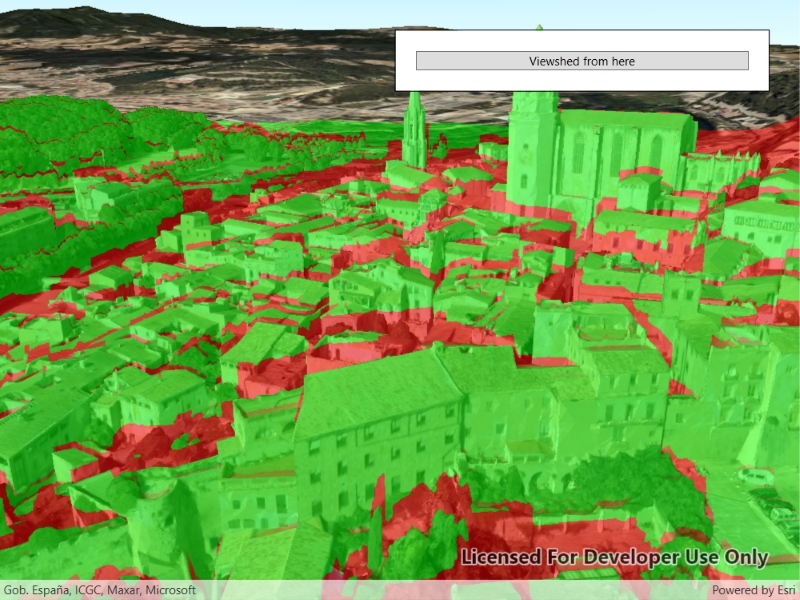 Viewshed from here
Licensed For Developer Use Only
Gob. España, ICGC, Maxar, Microsoft
Powered by Esri